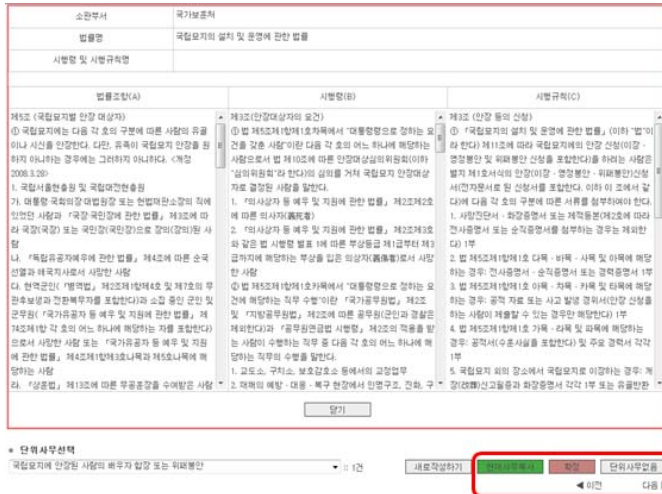 소관부서 국가보훈처
법률명 국립묘지의 설치 및 운영에 관한 법률
시행령 및 시행규칙명
법률조항(A) 시행령(B) 시행규칙(C)
제5조 (국립묘지별 안장 대상자)
① 국립묘지에는 다음 각 호의 구분에 따른 사람의 유골
이나 시신을 안장한다. 다만, 유족이 국립묘지 안장을 원
하지 아니하는 경우에는 그러하지 아니하다. <개정
2008.3.28>
1. 국립서울현충원 및 국립대전현충원
가. 대통령·국회의장·대법원장 또는 헌법재판소장의 직에
있었던 사람과 「국장·국민장에 관한 법률」 제3조에 따
라 국장(국장) 또는 국민장(국민장)으로 장의(장의)된 사
람
나. 「독립유공자예우에 관한 법률」 제4조에 따른 순국
선열과 애국지사로서 사망한 사람
다. 현역군인(「병역법」 제2조제1항제4호 및 제7호의 무
관후보생과 전환복무자를 포함한다)과 소집 중인 군인 및
군무원(「국가유공자 등 예우 및 지원에 관한 법률」 제
74조제1항 각 호의 어느 하나에 해당하는 자를 포함한다)
으로서 사망한 사람 또는 「국가유공자 등 예우 및 지원
에 관한 법률」 제4조제1항제3호나목과 제5호나목에 해
당하는 사람
라. 「상훈법」 제13조에 따른 무공훈장을 수여받은 사람
제3조(안장대상자의 요건)
① 법 제5조제1항제1호차목에서 "대통령령으로 정하는 요
건을 갖춘 사람"이란 다음 각 호의 어느 하나에 해당하는
사람으로서 법 제10조에 따른 안장대상심의위원회(이하
"심의위원회"라 한다)의 심의를 거쳐 국립묘지 안장대상
자로 결정된 사람을 말한다.
1. 「의사상자 등 예우 및 지원에 관한 법률」 제2조제2호
에 따른 의사자(義死者)
2. 「의사상자 등 예우 및 지원에 관한 법률」 제2조제3호
와 같은 법 시행령 별표 1에 따른 부상등급 제1급부터 제3
급까지에 해당하는 부상을 입은 의상자(義傷者)로서 사망
한 사람
② 법 제5조제1항제1호카목에서 "대통령령으로 정하는 요
건에 해당하는 직무 수행"이란 「국가공무원법」 제2조
및 「지방공무원법」 제2조에 따른 공무원(군인과 경찰은
제외한다)과 「공무원연금법 시행령」 제2조의 적용을 받
는 사람이 수행하는 직무 중 다음 각 호의 어느 하나에 해
당하는 직무의 수행을 말한다.
1. 교도소, 구치소, 보호감호소 등에서의 교정업무
2. 재해의 예방·대응·복구 현장에서 인명구조, 진화, 구
제3조 (안장 등의 신청)
① 「국립묘지의 설치 및 운영에 관한 법률」(이하 "법"이
라 한다) 제11조에 따라 국립묘지에의 안장 신청(이장·
영정봉안 및 위패봉안 신청을 포함한다)을 하려는 사람은
별지 제1호서식의 안장(이장·영정봉안·위패봉안)신청
서(전자문서로 된 신청서를 포함한다. 이하 이 조에서 같
다)에 다음 각 호의 구분에 따른 서류를 첨부하여야 한다.
1. 사망진단서·화장증명서 또는 제적등본(제2호에 따라
전사증명서 또는 순직증명서를 첨부하는 경우는 제외한
다) 1부
2. 법 제5조제1항제1호 다목·바목·사목 및 아목에 해당
하는 경우: 전사증명서·순직증명서 또는 경력증명서 1부
3. 법 제5조제1항제1호 마목·차목·카목 및 타목에 해당
하는 경우: 공적 자료 또는 사고 발생 경위서(안장 신청을
하는 사람이 제출할 수 있는 경우만 해당한다) 1부
4. 법 제5조제1항제1호 가목·라목 및 파목에 해당하는
경우: 공적서(수훈사실을 포함한다) 및 주요 경력서 각각
1부
5. 국립묘지 외의 장소에서 국립묘지로 이장하는 경우: 개
장(改葬)신고필증과 화장증명서 각각 1부 또는 유골반환
닫기
단위사무선택
국립묘지에 안장된 사람의 배우자 합장 또는 위패봉안 :: 1건 새로작성하기 현재사무복사 확정 단위사무없음
◀ 이전 다음